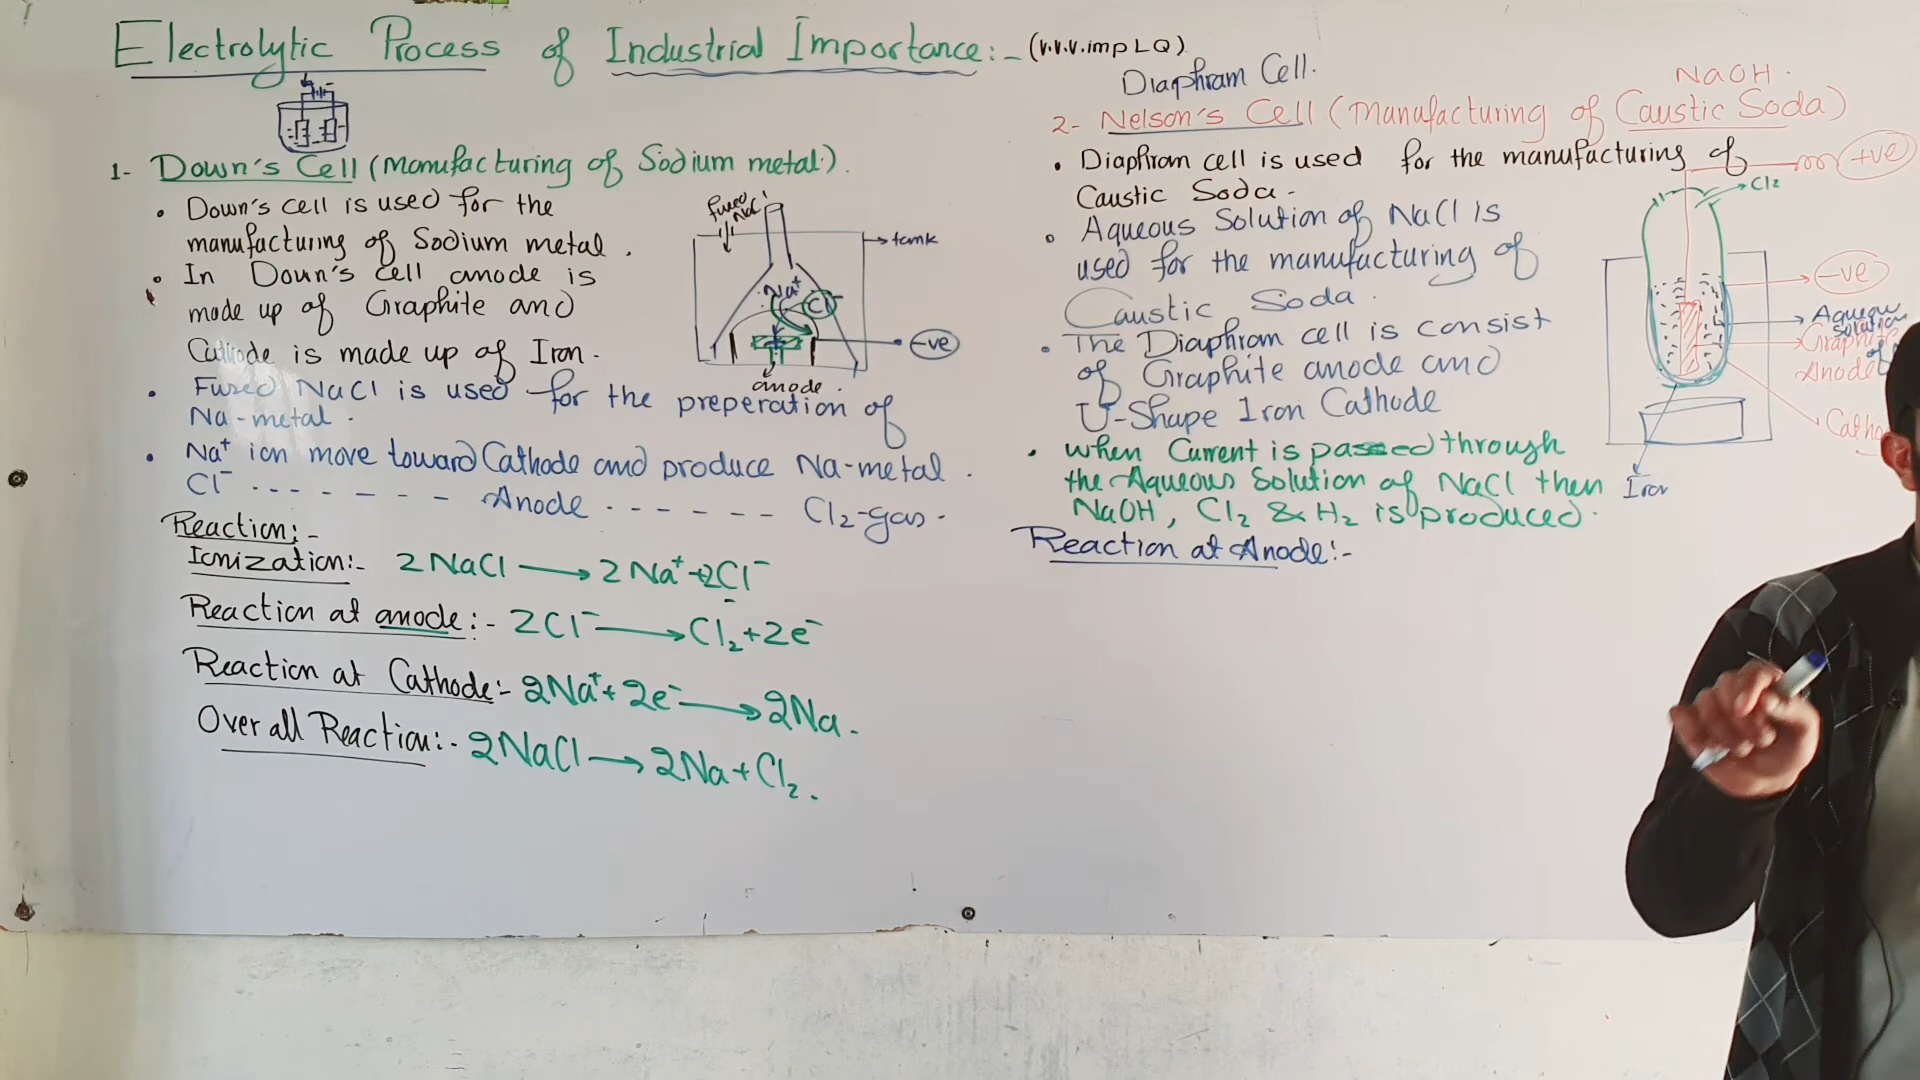 Electrolytic Process of Industrial Importance:- (v.v.v.imp LQ)
1- Down's Cell (Manufacturing of Sodium metal).
• Down's cell is used for the
manufacturing of Sodium metal.
• In Down's cell anode is
made up of Graphite and
Cathode is made up of Iron.
• Fused NaCl is used for the preperation of
Na-metal.
• Na⁺ ion move toward Cathode and produce Na-metal.
Cl⁻ - - - - - - - Anode - - - - - - Cl₂-gas.
Reaction:-
Ionization:- 2NaCl → 2Na⁺+2Cl⁻
Reaction at anode:- 2Cl⁻ → Cl₂+2e⁻
Reaction at Cathode:- 2Na⁺+2e⁻ → 2Na.
Over all Reaction:- 2NaCl → 2Na+Cl₂.
fused
NaCl
tank
Na⁺
Cl⁻
-ve
anode.
Diaphram Cell.
NaOH.
2- Nelson's Cell (Manufacturing of Caustic Soda)
• Diaphram cell is used for the manufacturing of
Caustic Soda-
• Aqueous Solution of NaCl is
used for the manufacturing of
Caustic Soda.
• The Diaphram cell is consist
of Graphite anode and
U-Shape Iron Cathode
• when Current is passed through
the Aqueous Solution of NaCl then
NaOH, Cl₂ & H₂ is produced.
Reaction at Anode:-
+ve
Cl₂
-ve
Solution
of
Anode
Iron